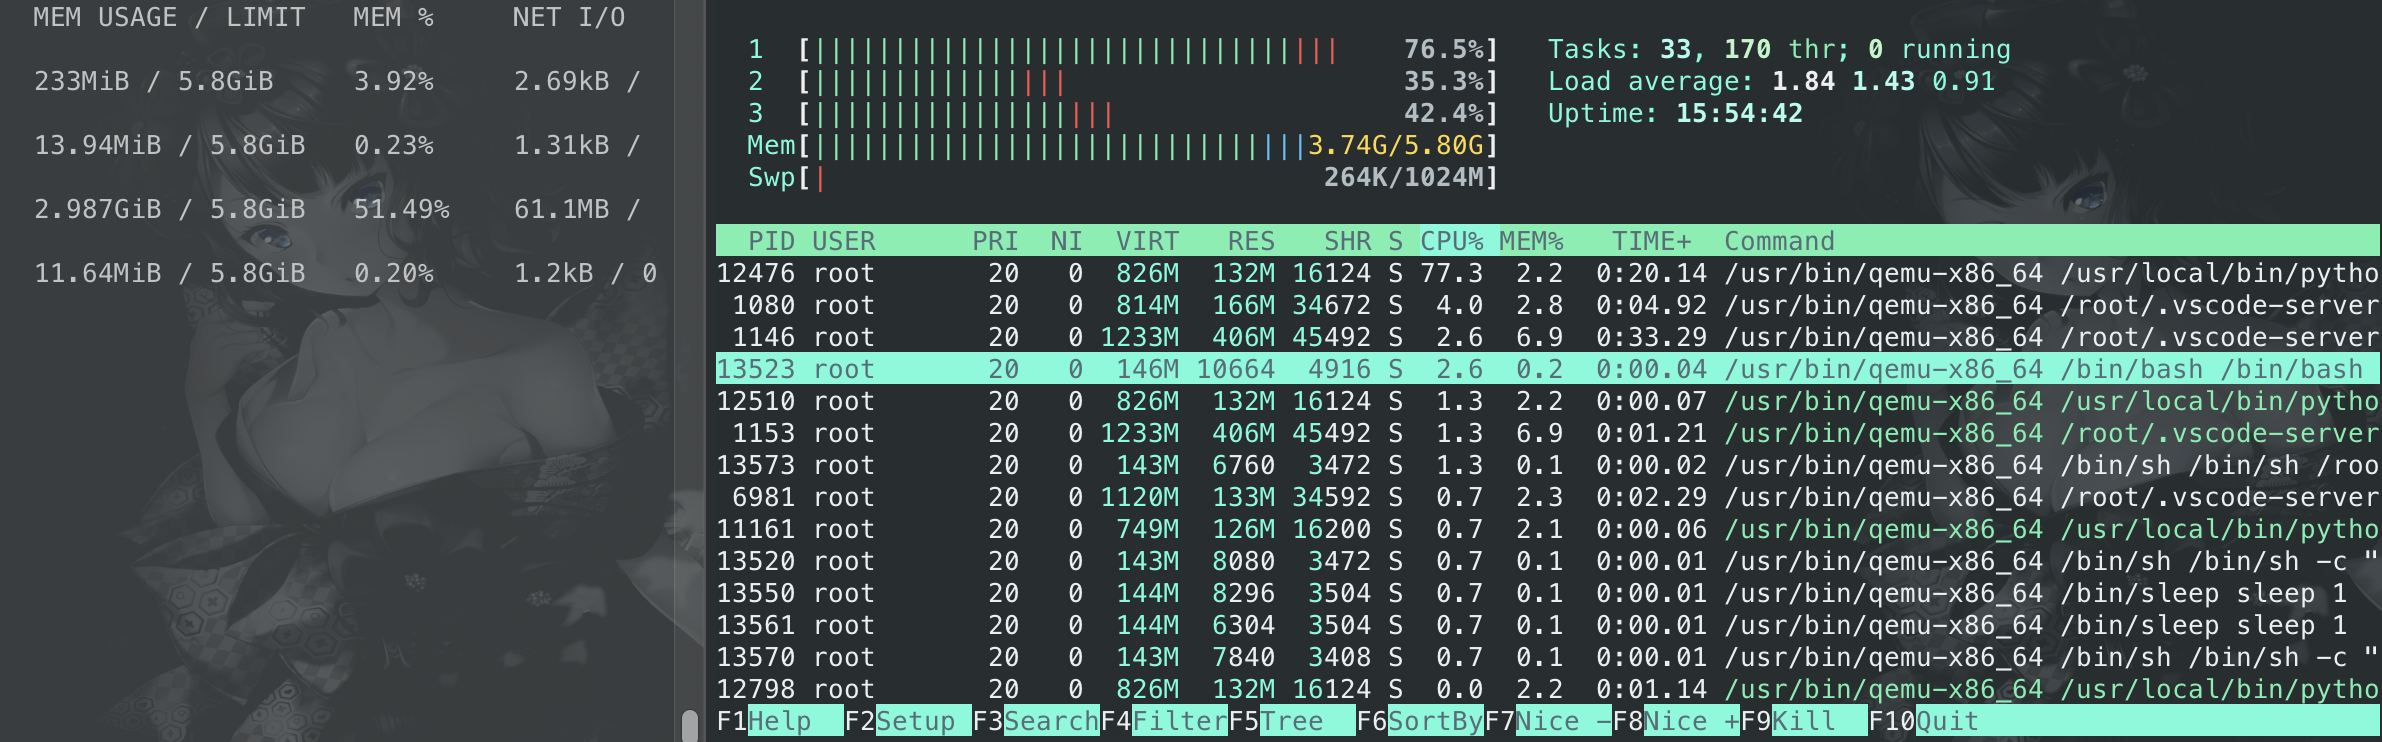 MEM USAGE / LIMIT   MEM %     NET I/O
233MiB / 5.8GiB     3.92%     2.69kB /
13.94MiB / 5.8GiB   0.23%     1.31kB /
2.987GiB / 5.8GiB   51.49%    61.1MB /
11.64MiB / 5.8GiB   0.20%     1.2kB / 0
1  [||||||||||||||||||||||||||||||||| 76.5%]   Tasks: 33, 170 thr; 0 running
2  [|||||||||||||||| 35.3%]   Load average: 1.84 1.43 0.91
3  [||||||||||||||||||| 42.4%]   Uptime: 15:54:42
Mem[|||||||||||||||||||||||||||||||3.74G/5.80G]
Swp[| 264K/1024M]
PID USER      PRI  NI  VIRT   RES   SHR S CPU% MEM%   TIME+  Command
12476 root       20   0  826M  132M 16124 S 77.3  2.2  0:20.14 /usr/bin/qemu-x86_64 /usr/local/bin/pytho
1080 root       20   0  814M  166M 34672 S  4.0  2.8  0:04.92 /usr/bin/qemu-x86_64 /root/.vscode-server
1146 root       20   0 1233M  406M 45492 S  2.6  6.9  0:33.29 /usr/bin/qemu-x86_64 /root/.vscode-server
13523 root       20   0  146M 10664  4916 S  2.6  0.2  0:00.04 /usr/bin/qemu-x86_64 /bin/bash /bin/bash
12510 root       20   0  826M  132M 16124 S  1.3  2.2  0:00.07 /usr/bin/qemu-x86_64 /usr/local/bin/pytho
1153 root       20   0 1233M  406M 45492 S  1.3  6.9  0:01.21 /usr/bin/qemu-x86_64 /root/.vscode-server
13573 root       20   0  143M  6760  3472 S  1.3  0.1  0:00.02 /usr/bin/qemu-x86_64 /bin/sh /bin/sh /roo
6981 root       20   0 1120M  133M 34592 S  0.7  2.3  0:02.29 /usr/bin/qemu-x86_64 /root/.vscode-server
11161 root       20   0  749M  126M 16200 S  0.7  2.1  0:00.06 /usr/bin/qemu-x86_64 /usr/local/bin/pytho
13520 root       20   0  143M  8080  3472 S  0.7  0.1  0:00.01 /usr/bin/qemu-x86_64 /bin/sh /bin/sh -c "
13550 root       20   0  144M  8296  3504 S  0.7  0.1  0:00.01 /usr/bin/qemu-x86_64 /bin/sleep sleep 1
13561 root       20   0  144M  6304  3504 S  0.7  0.1  0:00.01 /usr/bin/qemu-x86_64 /bin/sleep sleep 1
13570 root       20   0  143M  7840  3408 S  0.7  0.1  0:00.01 /usr/bin/qemu-x86_64 /bin/sh /bin/sh -c "
12798 root       20   0  826M  132M 16124 S  0.0  2.2  0:01.14 /usr/bin/qemu-x86_64 /usr/local/bin/pytho
F1Help  F2Setup F3SearchF4FilterF5Tree  F6SortByF7Nice -F8Nice +F9Kill  F10Quit